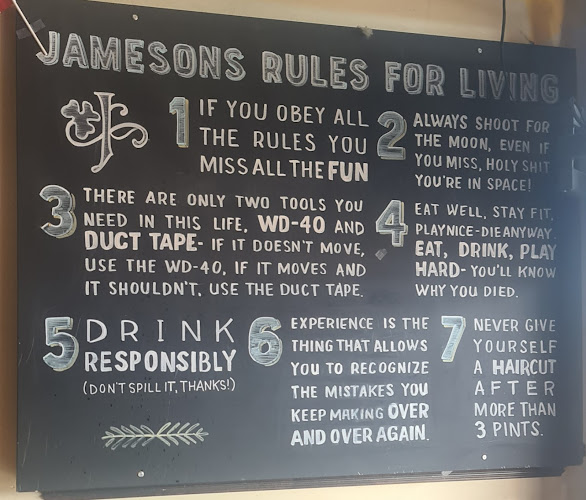 JAMESONS RULES FOR LIVING
1 IF YOU OBEY ALL
THE RULES YOU
MISS ALL THE FUN
2 ALWAYS SHOOT FOR
THE MOON, EVEN IF
YOU MISS, HOLY SHIT
YOU'RE IN SPACE!
3 THERE ARE ONLY TWO TOOLS YOU
NEED IN THIS LIFE, WD-40 AND
DUCT TAPE- IF IT DOESN'T MOVE,
USE THE WD-40, IF IT MOVES AND
IT SHOULDN'T, USE THE DUCT TAPE.
4 EAT WELL, STAY FIT,
PLAY NICE-DIE ANYWAY.
EAT, DRINK, PLAY
HARD- YOU'LL KNOW
WHY YOU DIED.
5 DRINK
RESPONSIBLY
(DON'T SPILL IT, THANKS!)
6 EXPERIENCE IS THE
THING THAT ALLOWS
YOU TO RECOGNIZE
THE MISTAKES YOU
KEEP MAKING OVER
AND OVER AGAIN.
7 NEVER GIVE
YOURSELF
A HAIRCUT
AFTER
MORE THAN
3 PINTS.